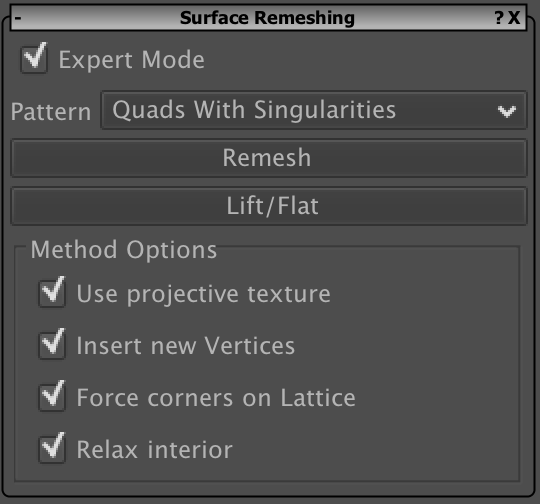 - Surface Remeshing ? X
Expert Mode
Pattern Quads With Singularities
Remesh
Lift/Flat
Method Options
Use projective texture
Insert new Vertices
Force corners on Lattice
Relax interior